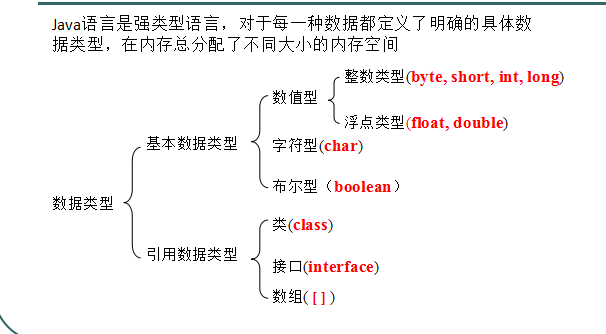 Java语言是强类型语言，对于每一种数据都定义了明确的具体数
据类型，在内存总分配了不同大小的内存空间
整数类型(byte, short, int, long)
数值型
浮点类型(float, double)
基本数据类型
字符型(char)
布尔型（boolean）
数据类型
类(class)
引用数据类型
接口(interface)
数组([ ])